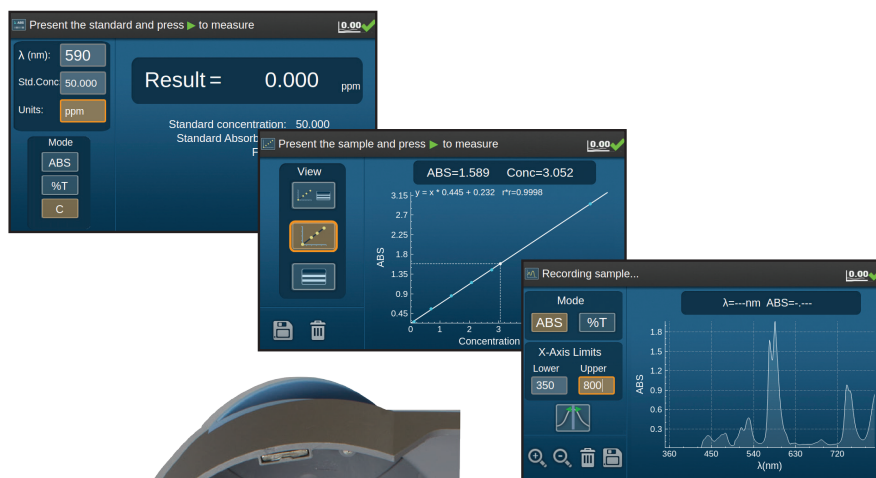 Present the standard and press ▶ to measure
0.00
λ (nm): 590
Std.Conc 50.000
Units: ppm
Mode
ABS
%T
C
Result = 0.000 ppm
Standard concentration: 50.000
Standard Absorb
F
Present the sample and press ▶ to measure
0.00
View
ABS=1.589 Conc=3.052
y = x * 0.445 + 0.232 r*r=0.9998
3.15
2.7
2.25
1.8
1.35
0.9
0.45
ABS
0 1 2 3
Concentration
Recording sample...
0.00
Mode
ABS %T
X-Axis Limits
Lower Upper
350 800
λ=---nm ABS=-.---
1.8
1.5
1.2
0.9
0.6
0.3
ABS
360 450 540 630 720
λ(nm)